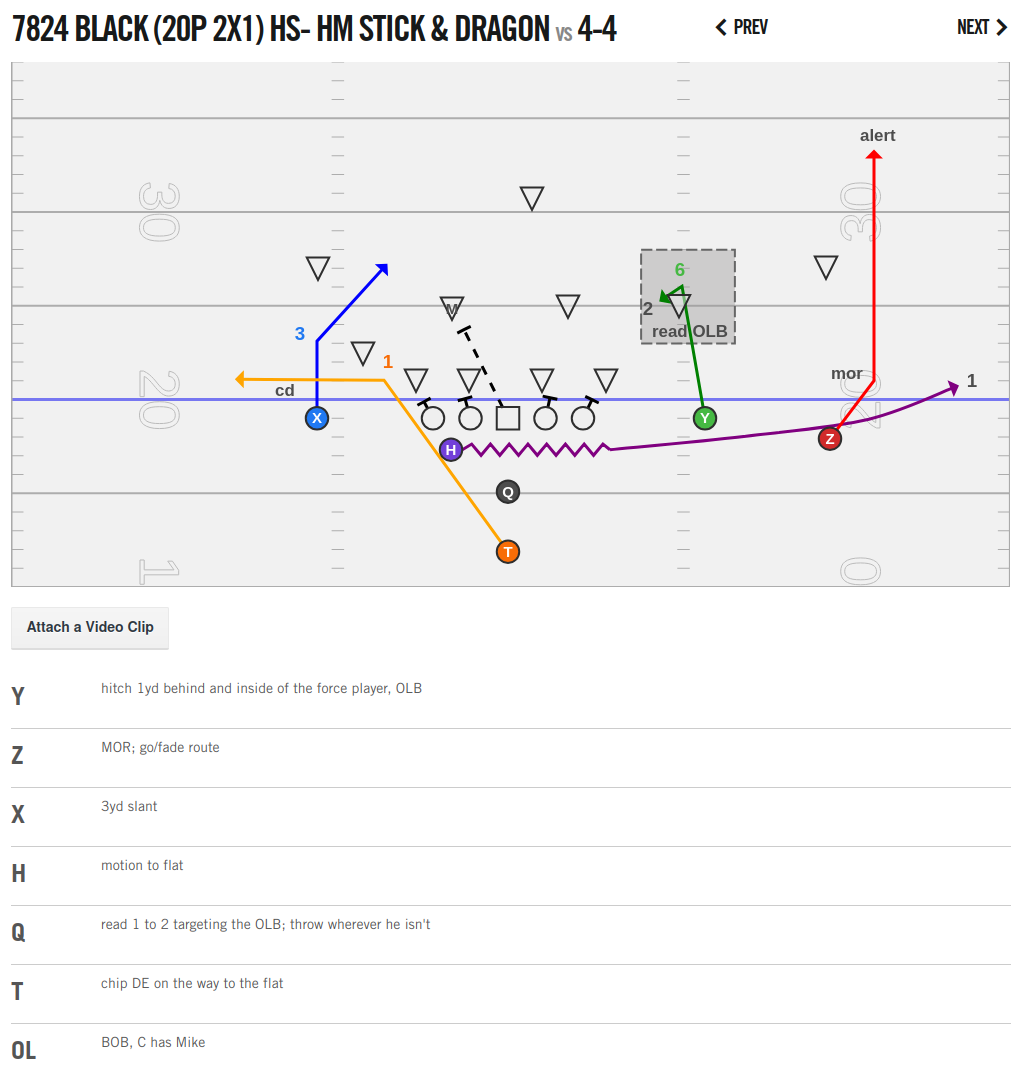 7824 BLACK (20P 2X1) HS- HM STICK & DRAGON VS 4-4
PREV
NEXT
alert
30
30
6
M
2
read OLB
3
1
mor
1
cd
20
20
X
Y
Z
H
Q
T
1
0
Attach a Video Clip
Y hitch 1yd behind and inside of the force player, OLB
Z MOR; go/fade route
X 3yd slant
H motion to flat
Q read 1 to 2 targeting the OLB; throw wherever he isn't
T chip DE on the way to the flat
OL BOB, C has Mike